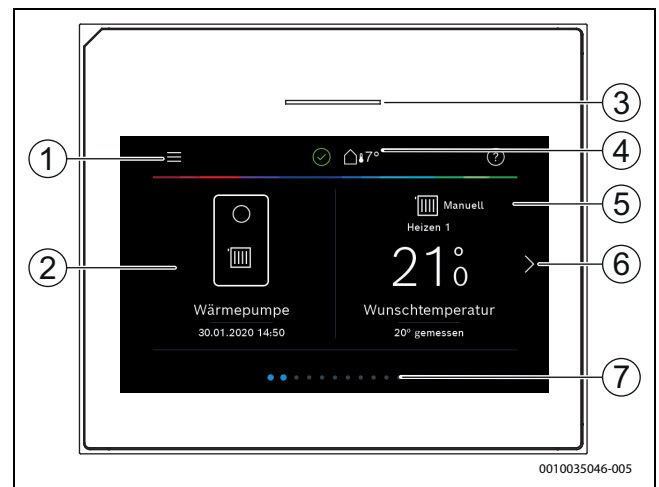 3
1
7°
?
4
Manuell
5
Heizen 1
2
21°0
6
Wärmepumpe
Wunschtemperatur
30.01.2020 14:50
20° gemessen
7
0010035046-005